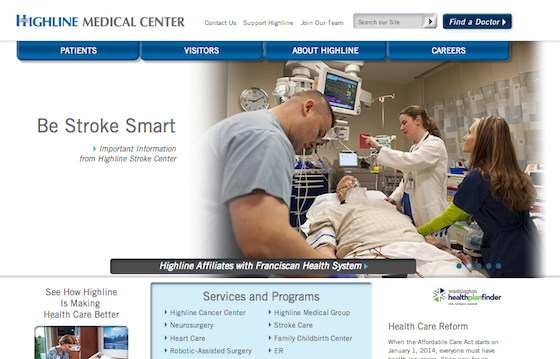 HIGHLINE MEDICAL CENTER
Contact Us Support Highline Join Our Team
Search our Site
Find a Doctor
PATIENTS VISITORS ABOUT HIGHLINE CAREERS
Be Stroke Smart
Important Information
from Highline Stroke Center
Highline Affiliates with Franciscan Health System
See How Highline
Is Making
Health Care Better
Services and Programs
Highline Cancer Center
Neurosurgery
Heart Care
Robotic-Assisted Surgery
Highline Medical Group
Stroke Care
Family Childbirth Center
ER
washington
healthplanfinder
Health Care Reform
When the Affordable Care Act starts on
January 1, 2014, everyone must have